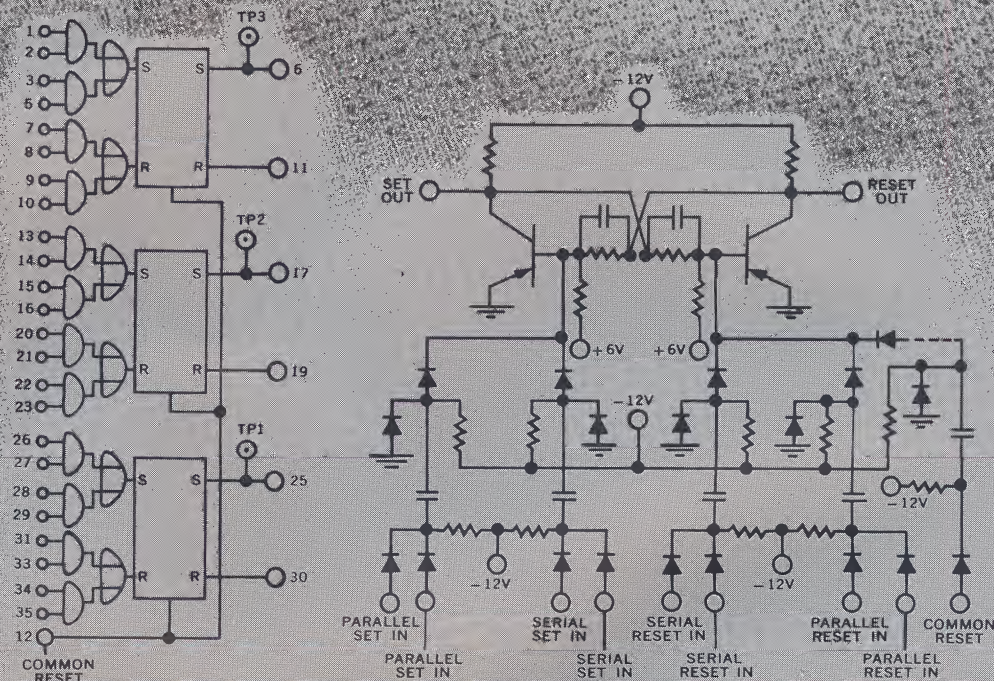 TP3
1
2
3
5
S
S
6
7
8
9
10
R
R
11
TP2
13
14
15
16
S
S
17
20
21
22
23
R
R
19
TP1
26
27
28
29
S
S
25
31
33
34
35
R
R
30
12
COMMON
RESET
-12V
SET
OUT
RESET
OUT
+6V
+6V
-12V
-12V
-12V
-12V
PARALLEL
SET IN
PARALLEL
SET IN
SERIAL
SET IN
SERIAL
SET IN
SERIAL
RESET IN
SERIAL
RESET IN
PARALLEL
RESET IN
PARALLEL
RESET IN
COMMON
RESET